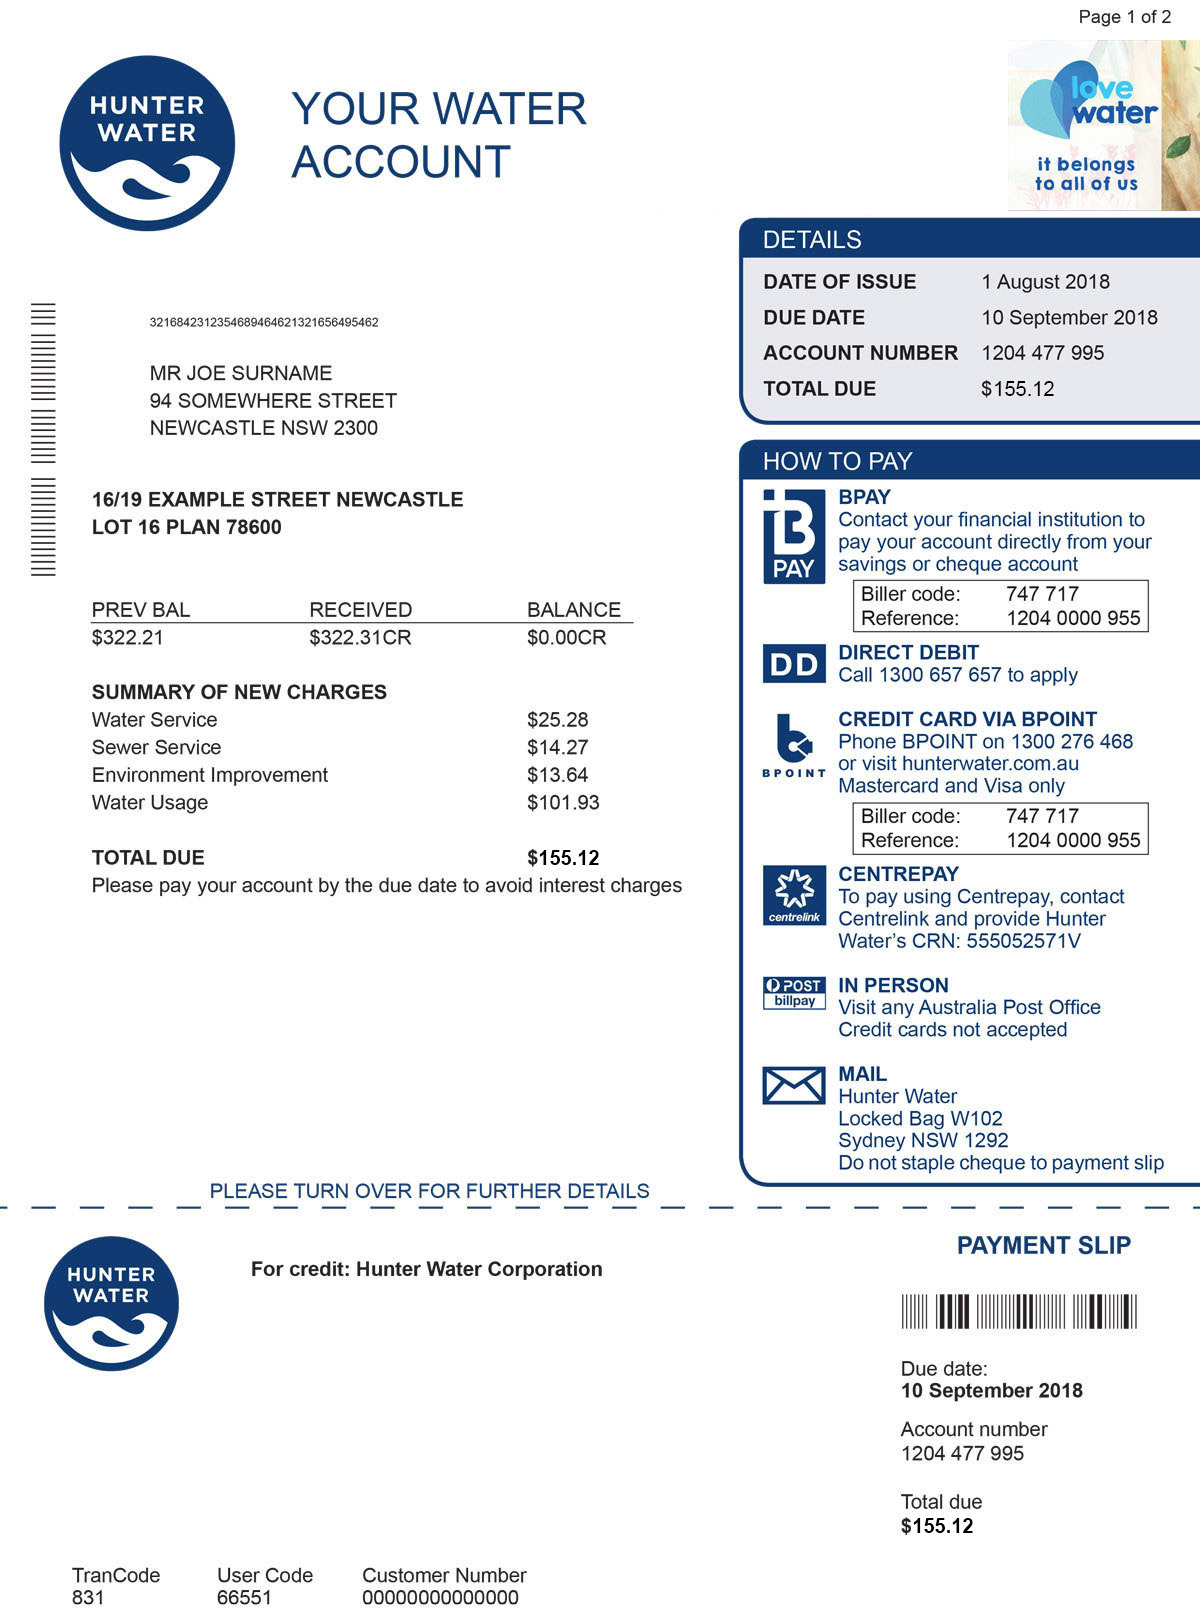 Page 1 of 2
HUNTER
WATER
YOUR WATER
ACCOUNT
love
water
it belongs
to all of us
DETAILS
DATE OF ISSUE 1 August 2018
DUE DATE 10 September 2018
ACCOUNT NUMBER 1204 477 995
TOTAL DUE $155.12
3216842312354689464621321656495462
MR JOE SURNAME
94 SOMEWHERE STREET
NEWCASTLE NSW 2300
16/19 EXAMPLE STREET NEWCASTLE
LOT 16 PLAN 78600
PREV BAL RECEIVED BALANCE
$322.21 $322.31CR $0.00CR
SUMMARY OF NEW CHARGES
Water Service $25.28
Sewer Service $14.27
Environment Improvement $13.64
Water Usage $101.93
TOTAL DUE $155.12
Please pay your account by the due date to avoid interest charges
HOW TO PAY
B
PAY
BPAY
Contact your financial institution to
pay your account directly from your
savings or cheque account
Biller code: 747 717
Reference: 1204 0000 955
DD
DIRECT DEBIT
Call 1300 657 657 to apply
b
BPOINT
CREDIT CARD VIA BPOINT
Phone BPOINT on 1300 276 468
or visit hunterwater.com.au
Mastercard and Visa only
Biller code: 747 717
Reference: 1204 0000 955
centrelink
CENTREPAY
To pay using Centrepay, contact
Centrelink and provide Hunter
Water’s CRN: 555052571V
POST
billpay
IN PERSON
Visit any Australia Post Office
Credit cards not accepted
MAIL
Hunter Water
Locked Bag W102
Sydney NSW 1292
Do not staple cheque to payment slip
PLEASE TURN OVER FOR FURTHER DETAILS
HUNTER
WATER
For credit: Hunter Water Corporation
PAYMENT SLIP
Due date:
10 September 2018
Account number
1204 477 995
Total due
$155.12
TranCode User Code Customer Number
831 66551 00000000000000